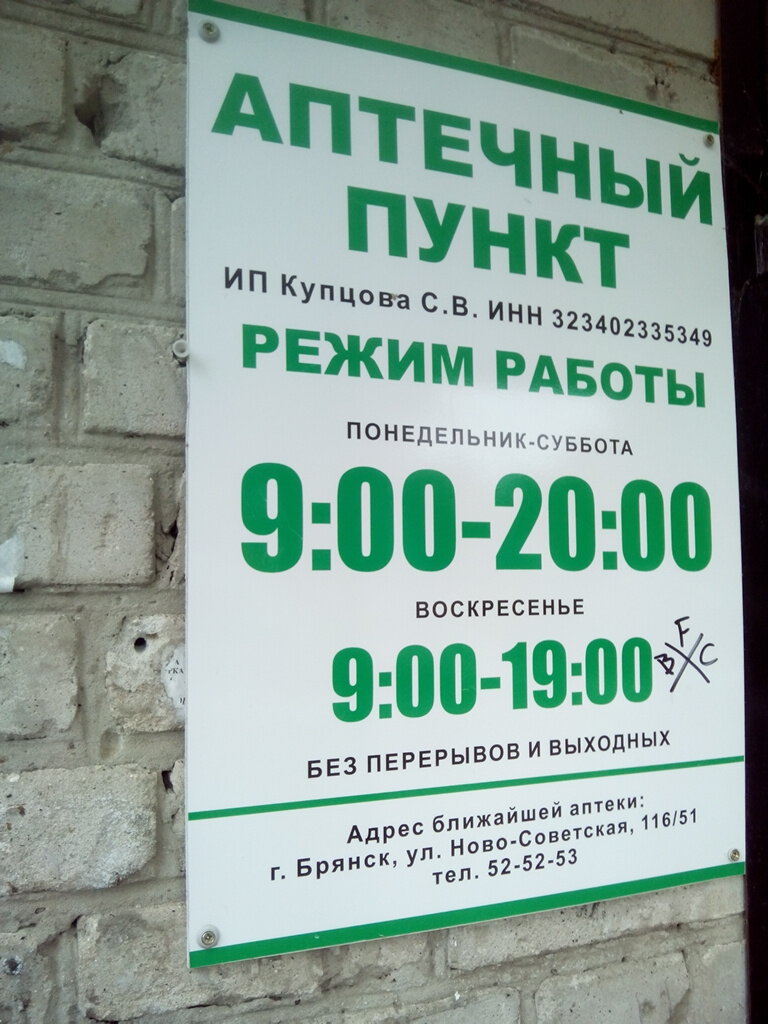 АПТЕЧНЫЙ
ПУНКТ
ИП Купцова С.В. ИНН 323402335349
РЕЖИМ РАБОТЫ
ПОНЕДЕЛЬНИК-СУББОТА
9:00-20:00
ВОСКРЕСЕНЬЕ
9:00-19:00
F
B C
БЕЗ ПЕРЕРЫВОВ И ВЫХОДНЫХ
Адрес ближайшей аптеки:
г. Брянск, ул. Ново-Советская, 116/51
тел. 52-52-53